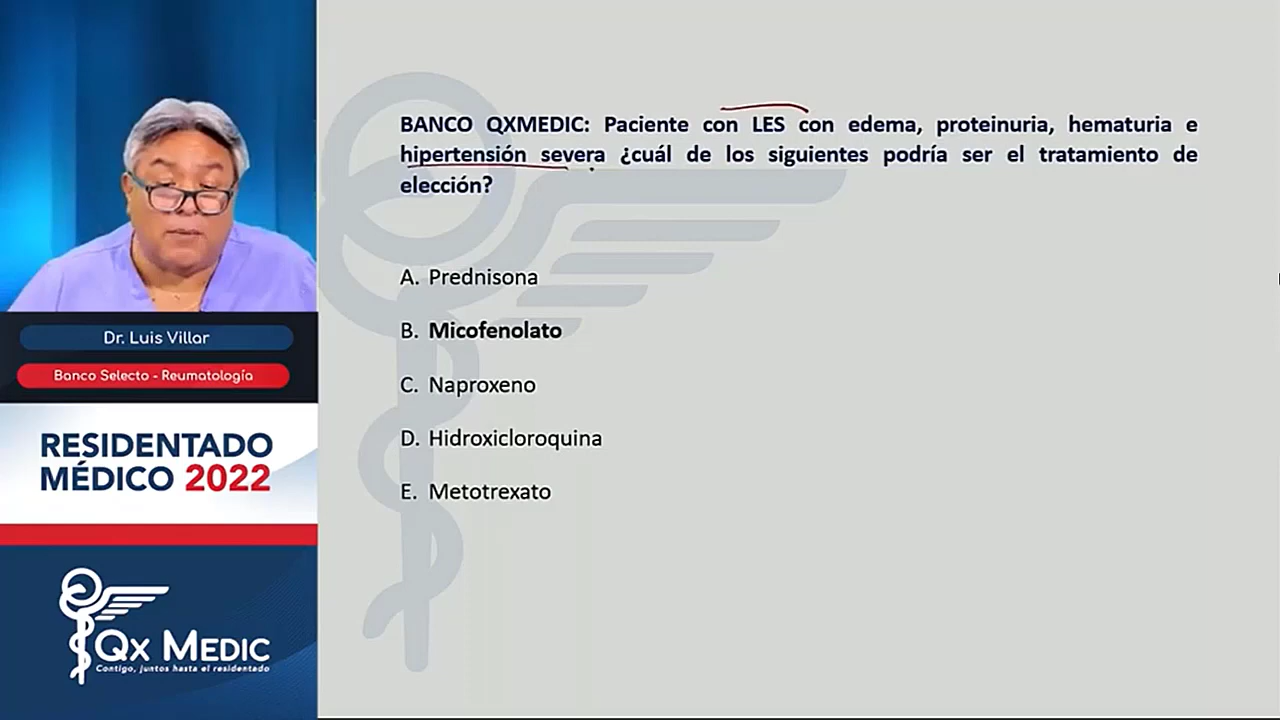 BANCO QXMEDIC: Paciente con LES con edema, proteinuria, hematuria e
hipertensión severa ¿cuál de los siguientes podría ser el tratamiento de
elección?
A. Prednisona
B. Micofenolato
C. Naproxeno
D. Hidroxicloroquina
E. Metotrexato
Dr. Luis Villar
Banco Selecto - Reumatología
RESIDENTADO
MÉDICO 2022
QX MEDIC
Contigo, juntos hasta el residentado